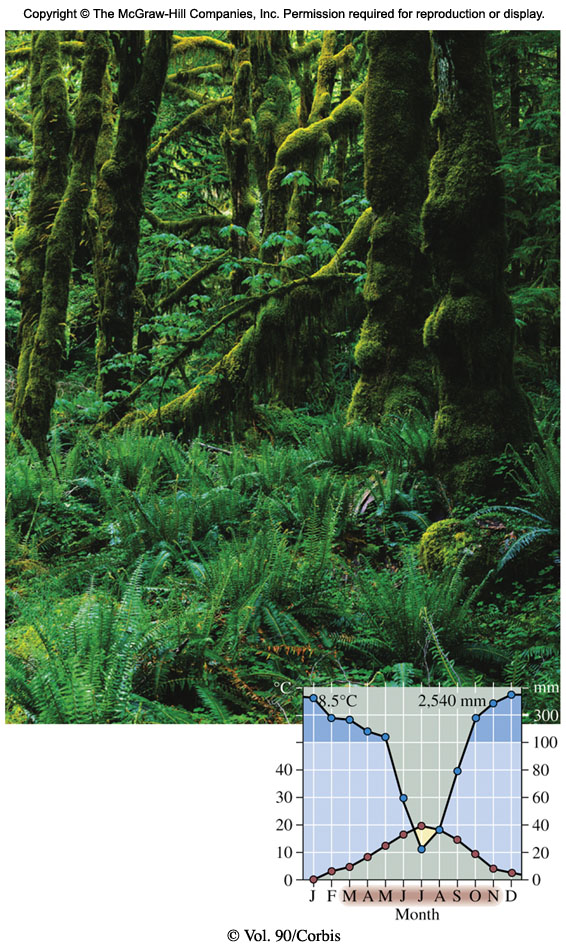 Copyright © The McGraw-Hill Companies, Inc. Permission required for reproduction or display.
°C mm
8.5°C 2,540 mm
300
100
40 80
30 60
20 40
10 20
0 0
J F M A M J J A S O N D
Month
© Vol. 90/Corbis